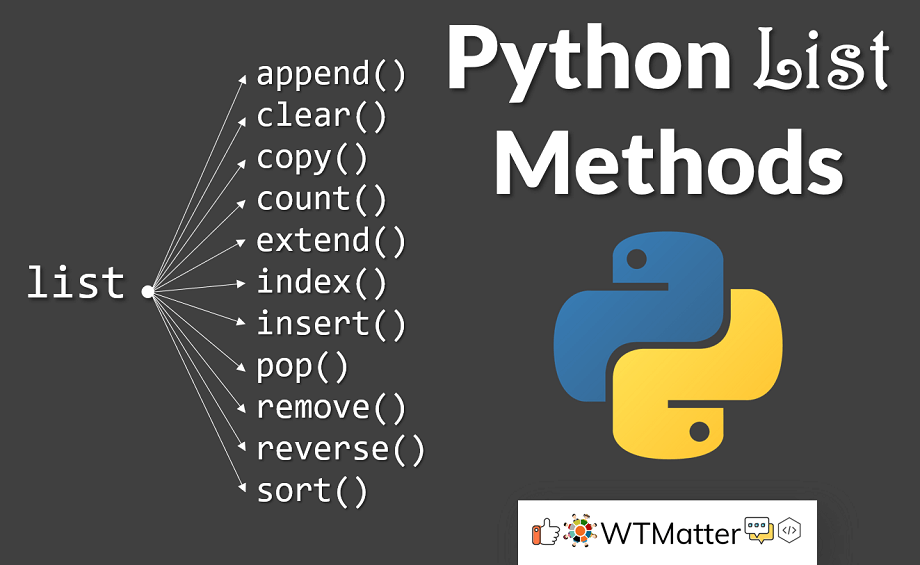 Python List
Methods
list
append()
clear()
copy()
count()
extend()
index()
insert()
pop()
remove()
reverse()
sort()
WTMatter
</>